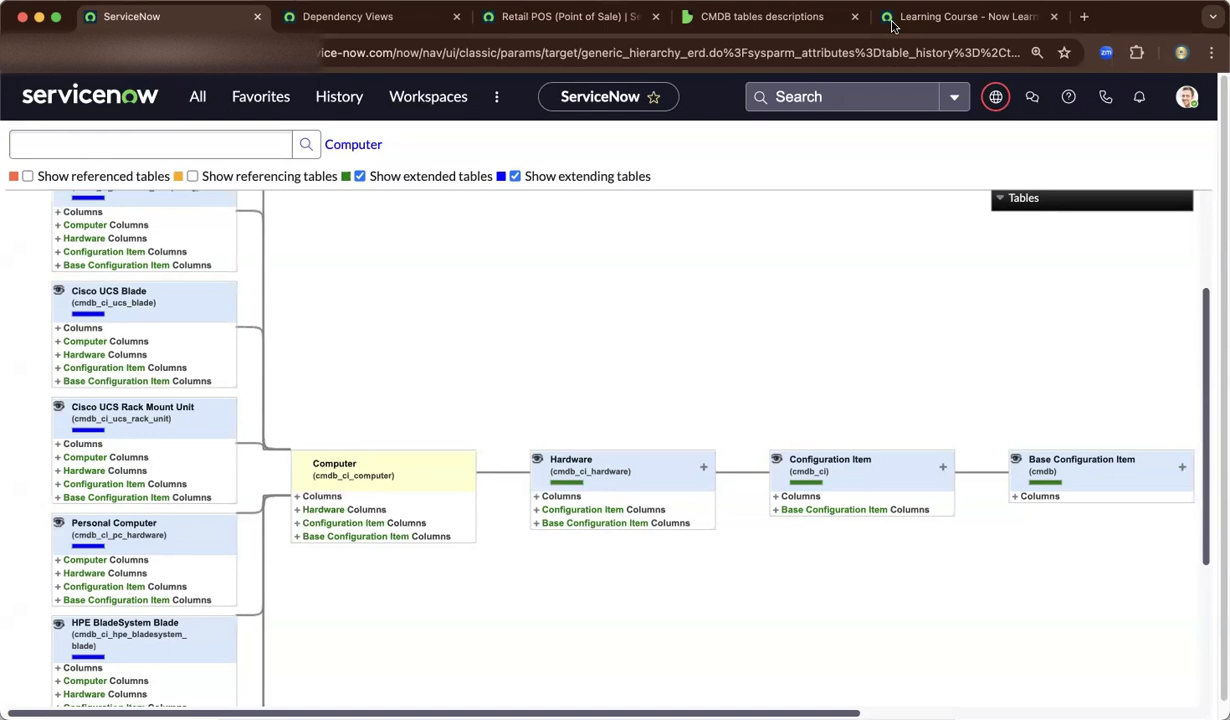 ServiceNow
Dependency Views
Retail POS (Point of Sale) | Se
CMDB tables descriptions
Learning Course - Now Learn
vice-now.com/now/nav/ui/classic/params/target/generic_hierarchy_erd.do%3Fsysparm_attributes%3Dtable_history%3D%2Ct...
zm
servicenow
All
Favorites
History
Workspaces
ServiceNow
Search
Computer
Show referenced tables
Show referencing tables
Show extended tables
Show extending tables
Tables
+ Columns
+ Computer Columns
+ Hardware Columns
+ Configuration Item Columns
+ Base Configuration Item Columns
Cisco UCS Blade
(cmdb_ci_ucs_blade)
+ Columns
+ Computer Columns
+ Hardware Columns
+ Configuration Item Columns
+ Base Configuration Item Columns
Cisco UCS Rack Mount Unit
(cmdb_ci_ucs_rack_unit)
+ Columns
+ Computer Columns
+ Hardware Columns
+ Configuration Item Columns
+ Base Configuration Item Columns
Personal Computer
(cmdb_ci_pc_hardware)
+ Computer Columns
+ Hardware Columns
+ Configuration Item Columns
+ Base Configuration Item Columns
HPE BladeSystem Blade
(cmdb_ci_hpe_bladesystem_
blade)
+ Columns
+ Computer Columns
+ Hardware Columns
Computer
(cmdb_ci_computer)
+ Columns
+ Hardware Columns
+ Configuration Item Columns
+ Base Configuration Item Columns
Hardware
(cmdb_ci_hardware)
+
+ Columns
+ Configuration Item Columns
+ Base Configuration Item Columns
Configuration Item
(cmdb_ci)
+
+ Columns
+ Base Configuration Item Columns
Base Configuration Item
(cmdb)
+
+ Columns